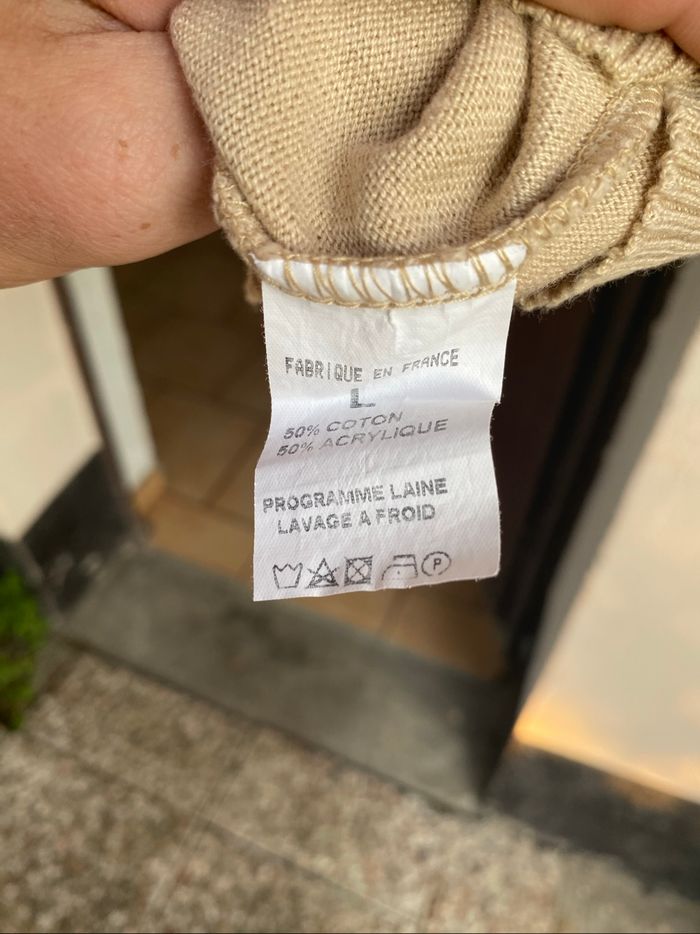 FABRIQUE EN FRANCE
L
50% COTON
50% ACRYLIQUE
PROGRAMME LAINE
LAVAGE A FROID
P